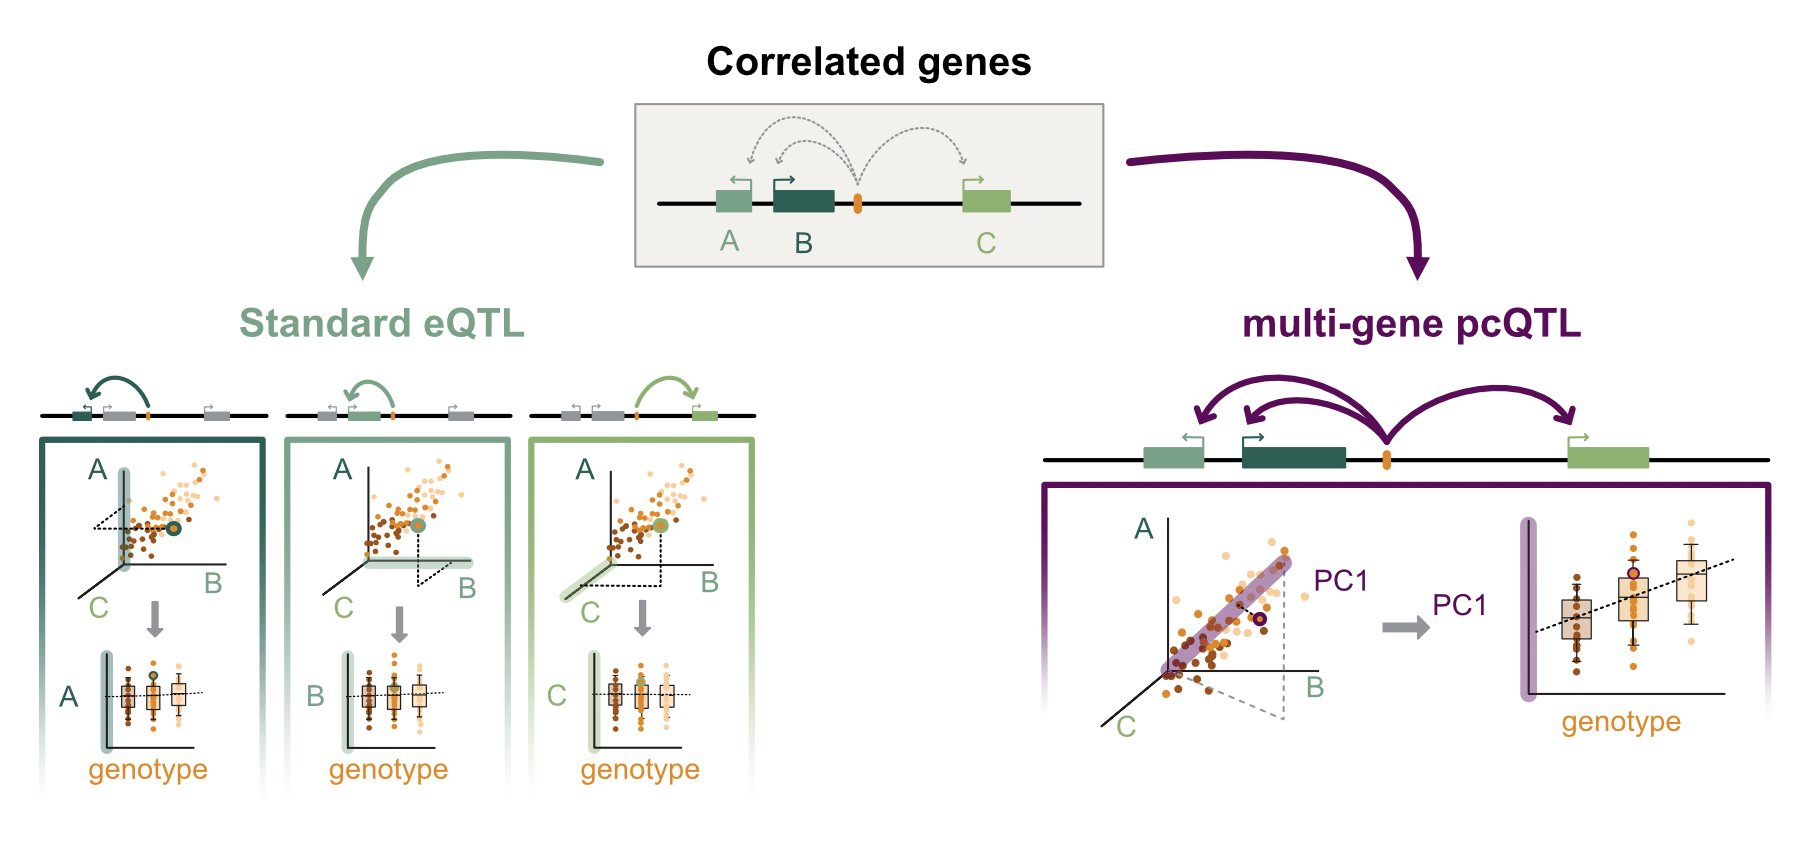 Correlated genes
A
B
C
Standard eQTL
multi-gene pcQTL
A
B
C
A
genotype
A
B
C
B
genotype
A
B
C
C
genotype
A
B
C
PC1
PC1
genotype